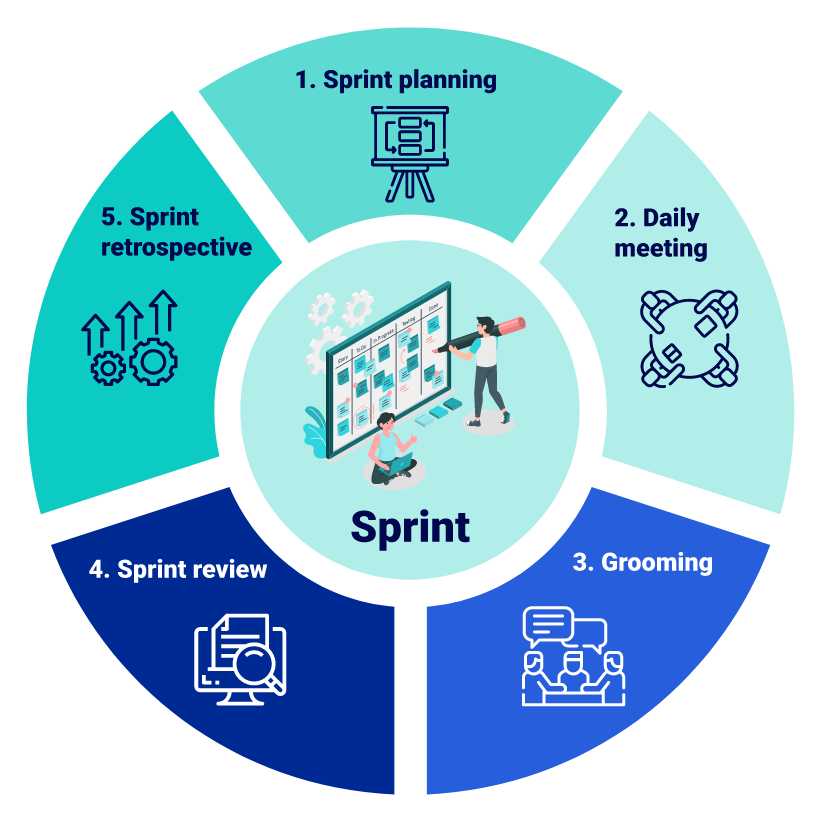 1. Sprint planning
2. Daily
meeting
3. Grooming
4. Sprint review
5. Sprint
retrospective
Story
To Do
In Progress
Testing
Done
Sprint